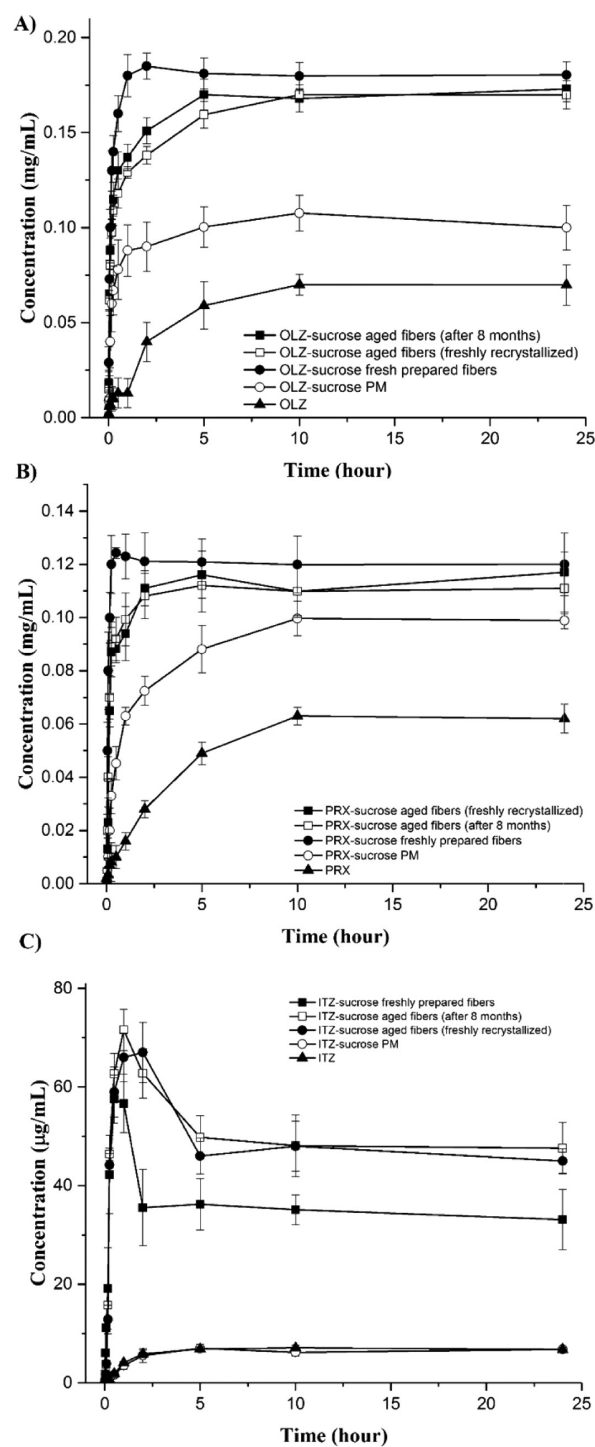 A)
0.20
0.15
0.10
0.05
0.00
Concentration (mg/mL)
OLZ-sucrose aged fibers (after 8 months)
OLZ-sucrose aged fibers (freshly recrystallized)
OLZ-sucrose fresh prepared fibers
OLZ-sucrose PM
OLZ
0 5 10 15 20 25
Time (hour)
B)
0.14
0.12
0.10
0.08
0.06
0.04
0.02
0.00
Concentration (mg/mL)
PRX-sucrose aged fibers (freshly recrystallized)
PRX-sucrose aged fibers (after 8 months)
PRX-sucrose freshly prepared fibers
PRX-sucrose PM
PRX
0 5 10 15 20 25
Time (hour)
C)
80
60
40
20
0
Concentration (µg/mL)
ITZ-sucrose freshly prepared fibers
ITZ-sucrose aged fibers (after 8 months)
ITZ-sucrose aged fibers (freshly recrystallized)
ITZ-sucrose PM
ITZ
0 5 10 15 20 25
Time (hour)